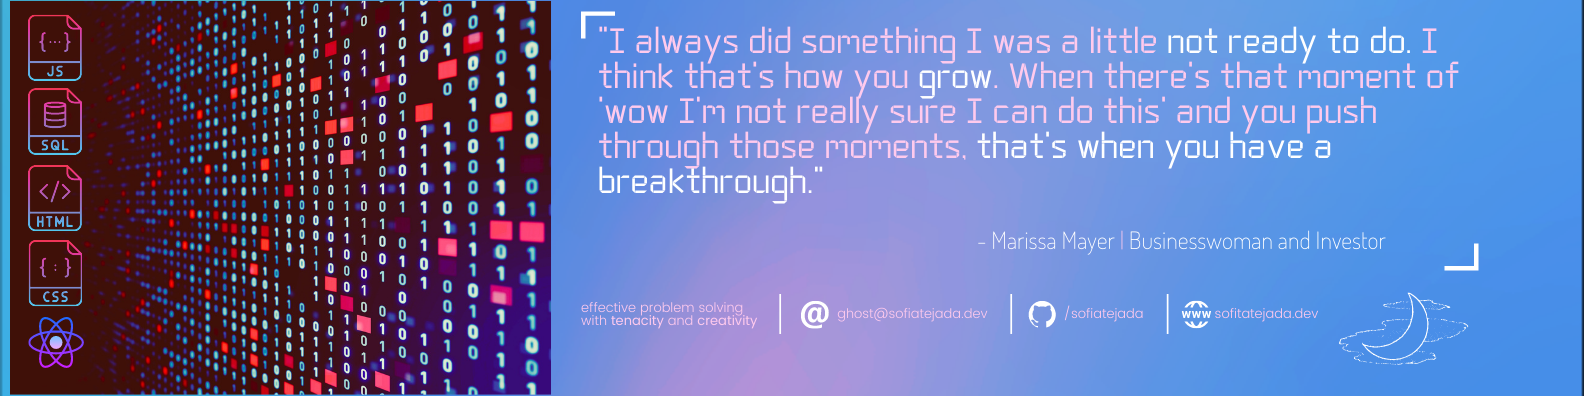 {...}
JS
SQL
</>
HTML
{:}
CSS
"I always did something I was a little not ready to do. I
think that's how you grow. When there's that moment of
'wow I'm not really sure I can do this' and you push
through those moments, that's when you have a
breakthrough."
- Marissa Mayer | Businesswoman and Investor
effective problem solving
with tenacity and creativity
@ ghost@sofiatejada.dev
/sofiatejada
www sofitatejada.dev